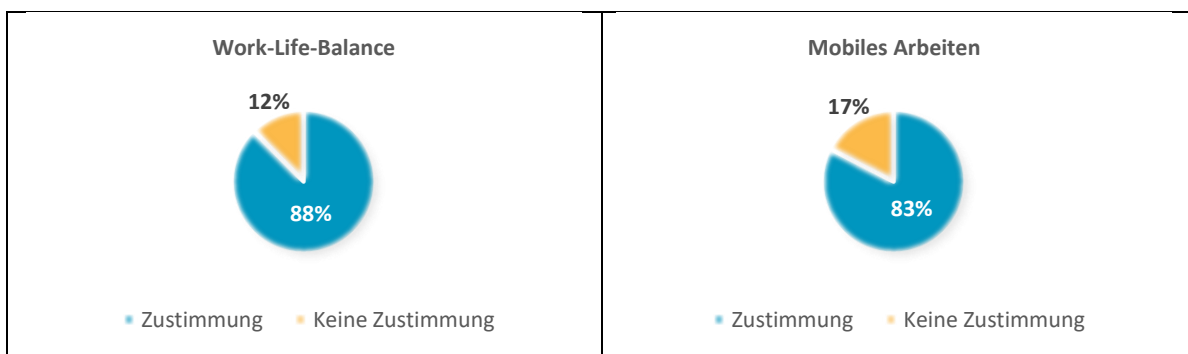 Work-Life-Balance
12%
88%
Zustimmung Keine Zustimmung
Mobiles Arbeiten
17%
83%
Zustimmung Keine Zustimmung